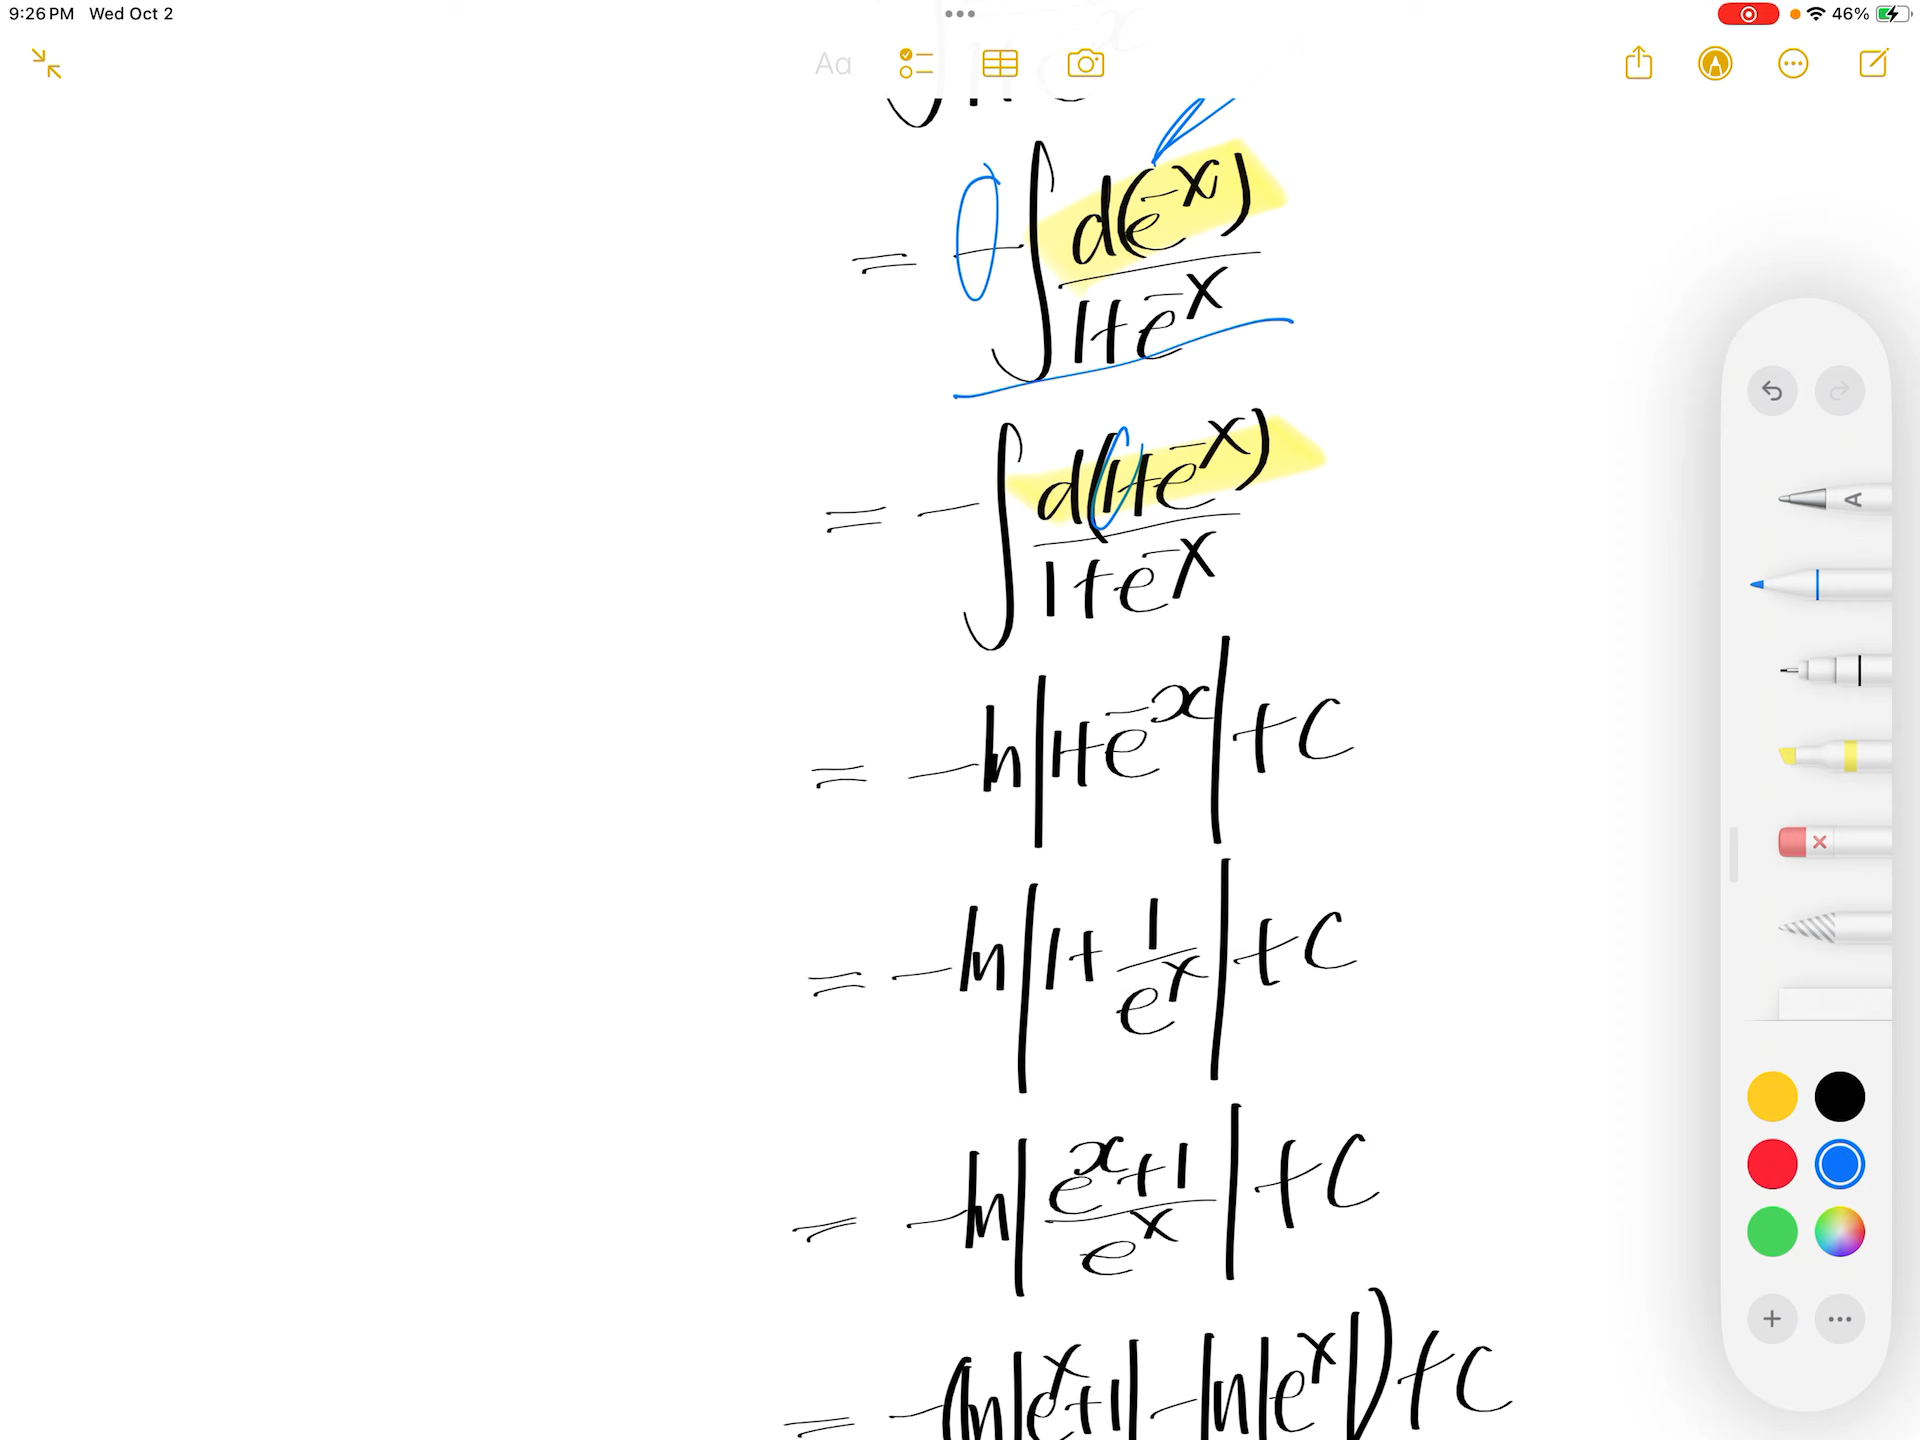 9:26 PM Wed Oct 2
46%
Aa
= -∫ d(e^-x) / 1+e^-x
= -∫ d(1+e^-x) / 1+e^-x
= -ln|1+e^-x| + C
= -ln|1+ 1/e^x| + C
= -ln|e^x+1 / e^x| + C
= -(ln|e^x+1| - ln|e^x|) + C
A